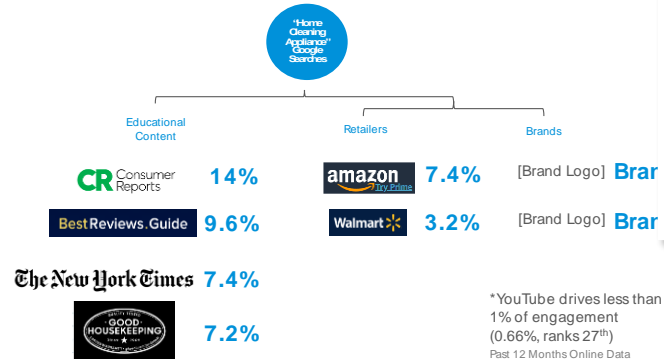 "Home
Cleaning
Appliance"
Google
Searches
Educational
Content
Retailers
Brands
CR Consumer
Reports
14%
amazon
Try Prime
7.4%
[Brand Logo] Brar
BestReviews.Guide
9.6%
Walmart
3.2%
[Brand Logo] Brar
The New York Times
7.4%
GOOD
HOUSEKEEPING
7.2%
*YouTube drives less than
1% of engagement
(0.66%, ranks 27th)
Past 12 Months Online Data